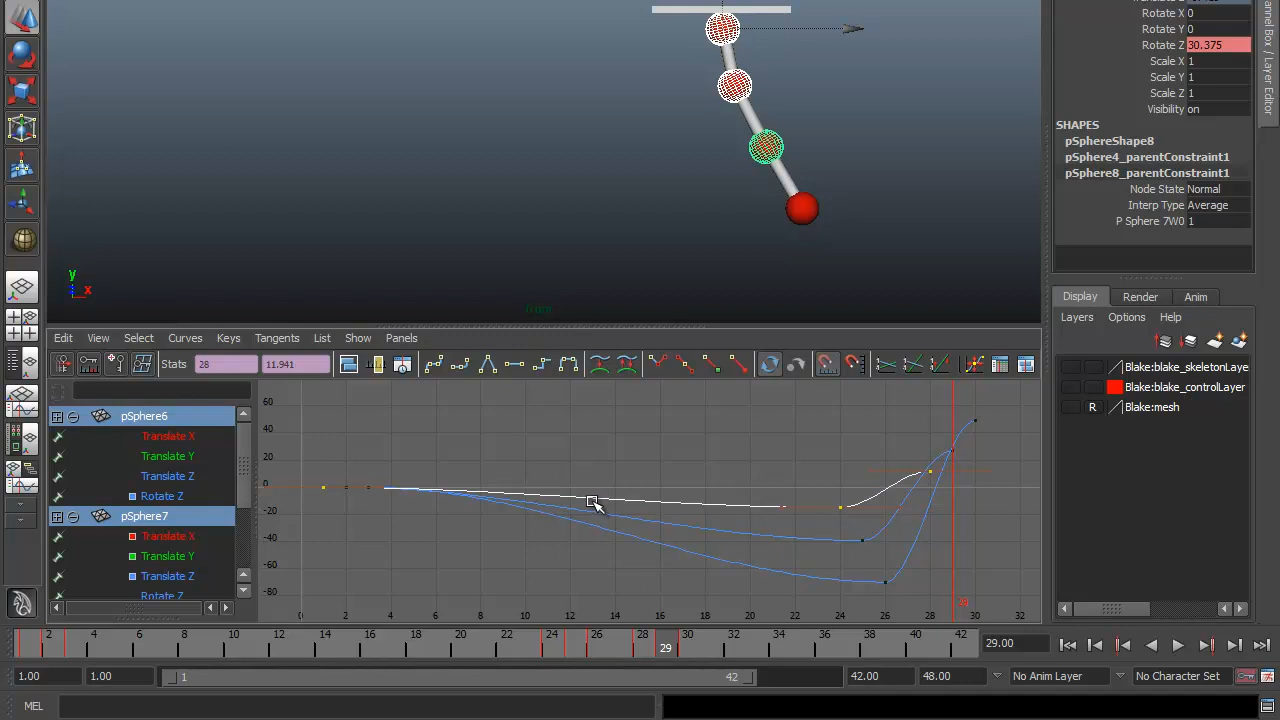 Rotate X 0
Rotate Y 0
Rotate Z 30.375
Scale X 1
Scale Y 1
Scale Z 1
Visibility on
SHAPES
pSphereShape8
pSphere4_parentConstraint1
pSphere8_parentConstraint1
Node State Normal
Interp Type Average
P Sphere 7W0 1
annel Box / Layer Editor
y
x
Display Render Anim
Layers Options Help
Blake:blake_skeletonLaye
Blake:blake_controlLayer
R Blake:mesh
Edit View Select Curves Keys Tangents List Show Panels
Stats 28 11.941
pSphere6
Translate X
Translate Y
Translate Z
Rotate Z
pSphere7
Translate X
Translate Y
Translate Z
Rotate Z
60
40
20
0
-20
-40
-60
-80
0 2 4 6 8 10 12 14 16 18 20 22 24 26 28 30 32
29
2 4 6 8 10 12 14 16 18 20 22 24 26 28 29 30 32 34 36 38 40 42
29.00
1.00 1.00 1 42 42.00 48.00 No Anim Layer No Character Set
MEL